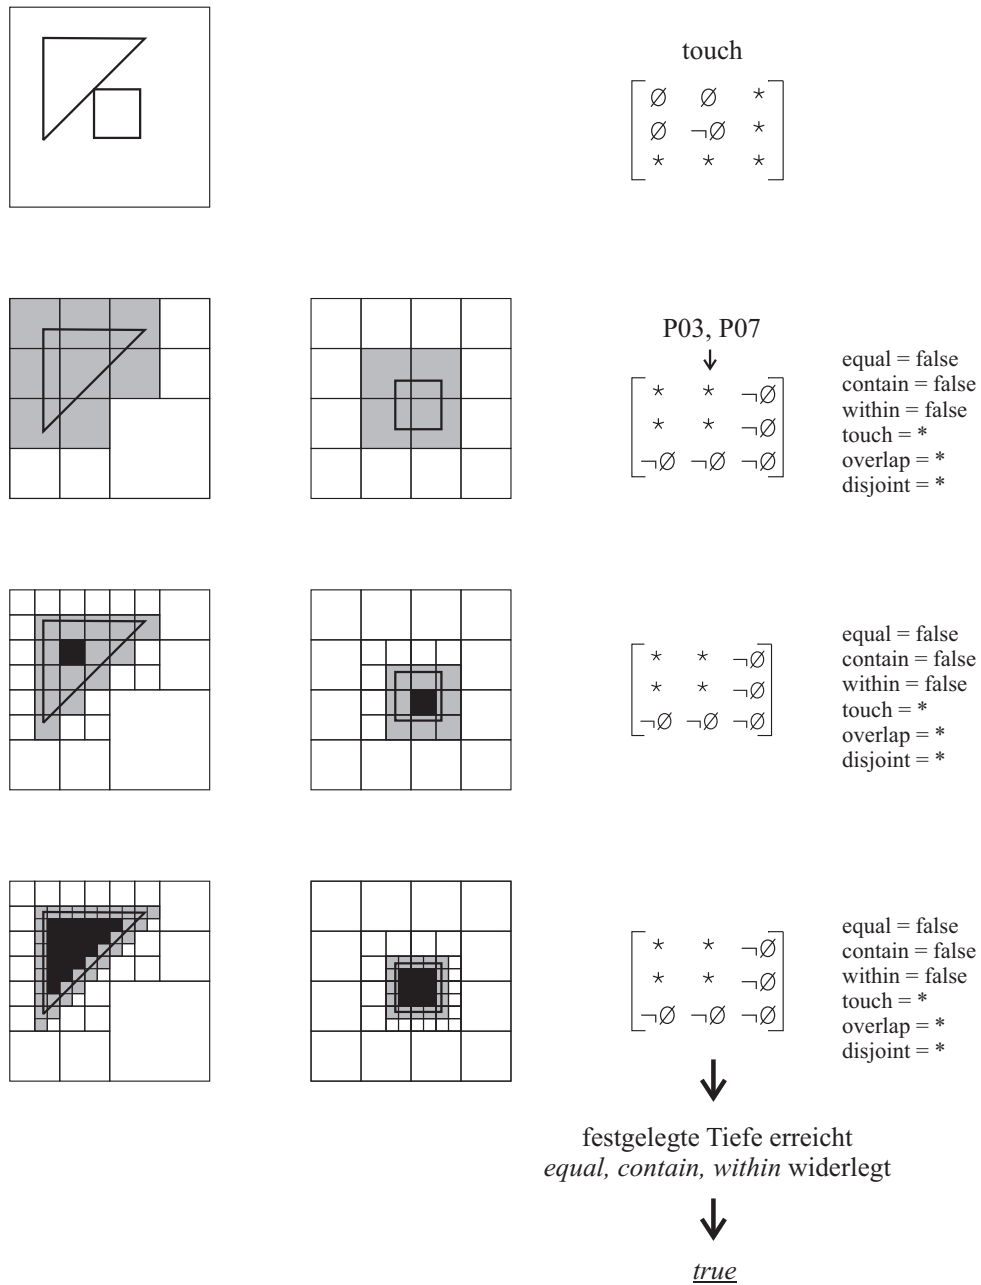 touch
∅ ∅ *
∅ ¬∅ *
* * *
P03, P07
* * ¬∅
* * ¬∅
¬∅ ¬∅ ¬∅
equal = false
contain = false
within = false
touch = *
overlap = *
disjoint = *
* * ¬∅
* * ¬∅
¬∅ ¬∅ ¬∅
equal = false
contain = false
within = false
touch = *
overlap = *
disjoint = *
* * ¬∅
* * ¬∅
¬∅ ¬∅ ¬∅
equal = false
contain = false
within = false
touch = *
overlap = *
disjoint = *
festgelegte Tiefe erreicht
equal, contain, within widerlegt
true